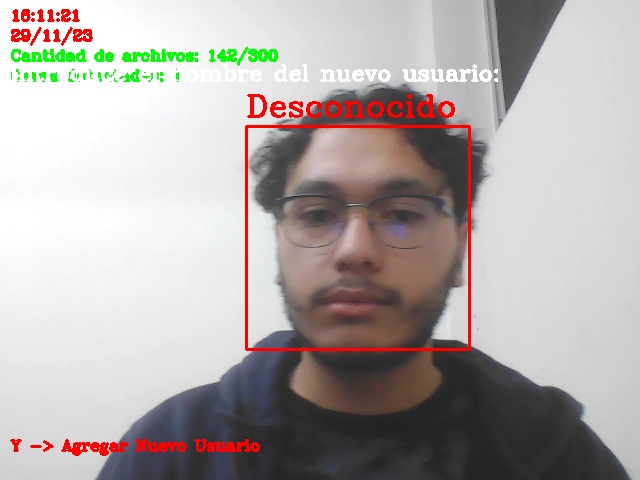 16:11:21
29/11/23
Cantidad de archivos: 142/300
nombre del nuevo usuario:
Desconocido
Y -> Agregar Nuevo Usuario